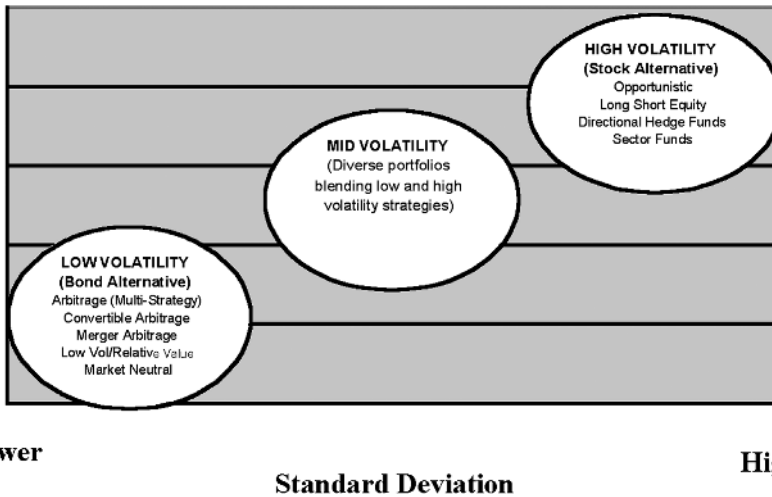 HIGH VOLATILITY
(Stock Alternative)
Opportunistic
Long Short Equity
Directional Hedge Funds
Sector Funds
MID VOLATILITY
(Diverse portfolios
blending low and high
volatility strategies)
LOW VOLATILITY
(Bond Alternative)
Arbitrage (Multi-Strategy)
Convertible Arbitrage
Merger Arbitrage
Low Vol/Relative Value
Market Neutral
wer
Hig
Standard Deviation